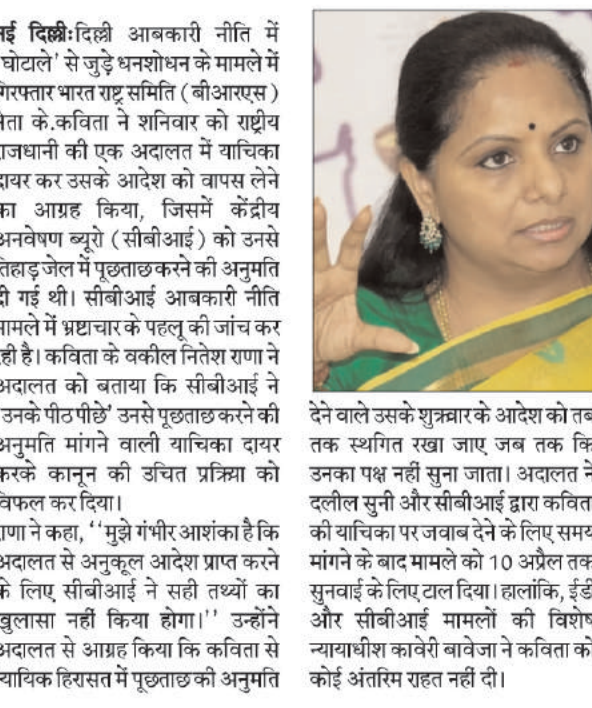 नई दिल्ली:दिल्ली आबकारी नीति में
घोटाले' से जुड़े धनशोधन के मामले में
गिरफ्तार भारत राष्ट्र समिति ( बीआरएस )
नेता के.कविता ने शनिवार को राष्ट्रीय
राजधानी की एक अदालत में याचिका
दायर कर उसके आदेश को वापस लेने
का आग्रह किया, जिसमें केंद्रीय
अनवेषण ब्यूरो (सीबीआई) को उनसे
तिहाड़ जेल में पूछताछ करने की अनुमति
दी गई थी। सीबीआई आबकारी नीति
मामले में भ्रष्टाचार के पहलू की जांच कर
रही है। कविता के वकील नितेश राणा ने
अदालत को बताया कि सीबीआई ने
'उनके पीठ पीछे' उनसे पूछताछ करने की
अनुमति मांगने वाली याचिका दायर
करके कानून की उचित प्रक्रिया को
विफल कर दिया।
राणा ने कहा, ''मुझे गंभीर आशंका है कि
अदालत से अनुकूल आदेश प्राप्त करने
के लिए सीबीआई ने सही तथ्यों का
खुलासा नहीं किया होगा।'' उन्होंने
अदालत से आग्रह किया कि कविता से
न्यायिक हिरासत में पूछताछ की अनुमति
देने वाले उसके शुक्रवार के आदेश को तब
तक स्थगित रखा जाए जब तक कि
उनका पक्ष नहीं सुना जाता। अदालत ने
दलील सुनी और सीबीआई द्वारा कविता
की याचिका पर जवाब देने के लिए समय
मांगने के बाद मामले को 10 अप्रैल तक
सुनवाई के लिए टाल दिया। हालांकि, ईडी
और सीबीआई मामलों की विशेष
न्यायाधीश कावेरी बावेजा ने कविता को
कोई अंतरिम राहत नहीं दी।